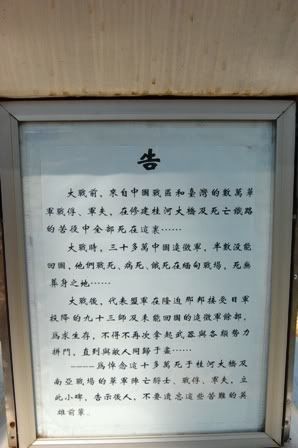 告
大戰前，來自中國戰區和臺灣的數萬華
軍戰俘、軍夫，在修建桂河大橋及死亡鐵路
的苦役中全部死在這裏……
大戰時，三十多萬中國遠徵軍，半數沒能
回國，他們戰死、病死、餓死在緬甸戰場，死無
葬身之地……
大戰後，代表盟軍在隆迫那邦接受日軍
投降的九十三師及未能回國的遠徵軍餘部，
爲求生存，不得不再次拿起武器與各類勢力
拼鬥，直到與敵人同歸于盡……
————爲悼念這十多萬死于桂河大橋及
南亞戰場的華軍陣亡將士、戰俘、軍夫，立
此小碑，告示後人，不要遺忘這些苦難的英
雄前輩。